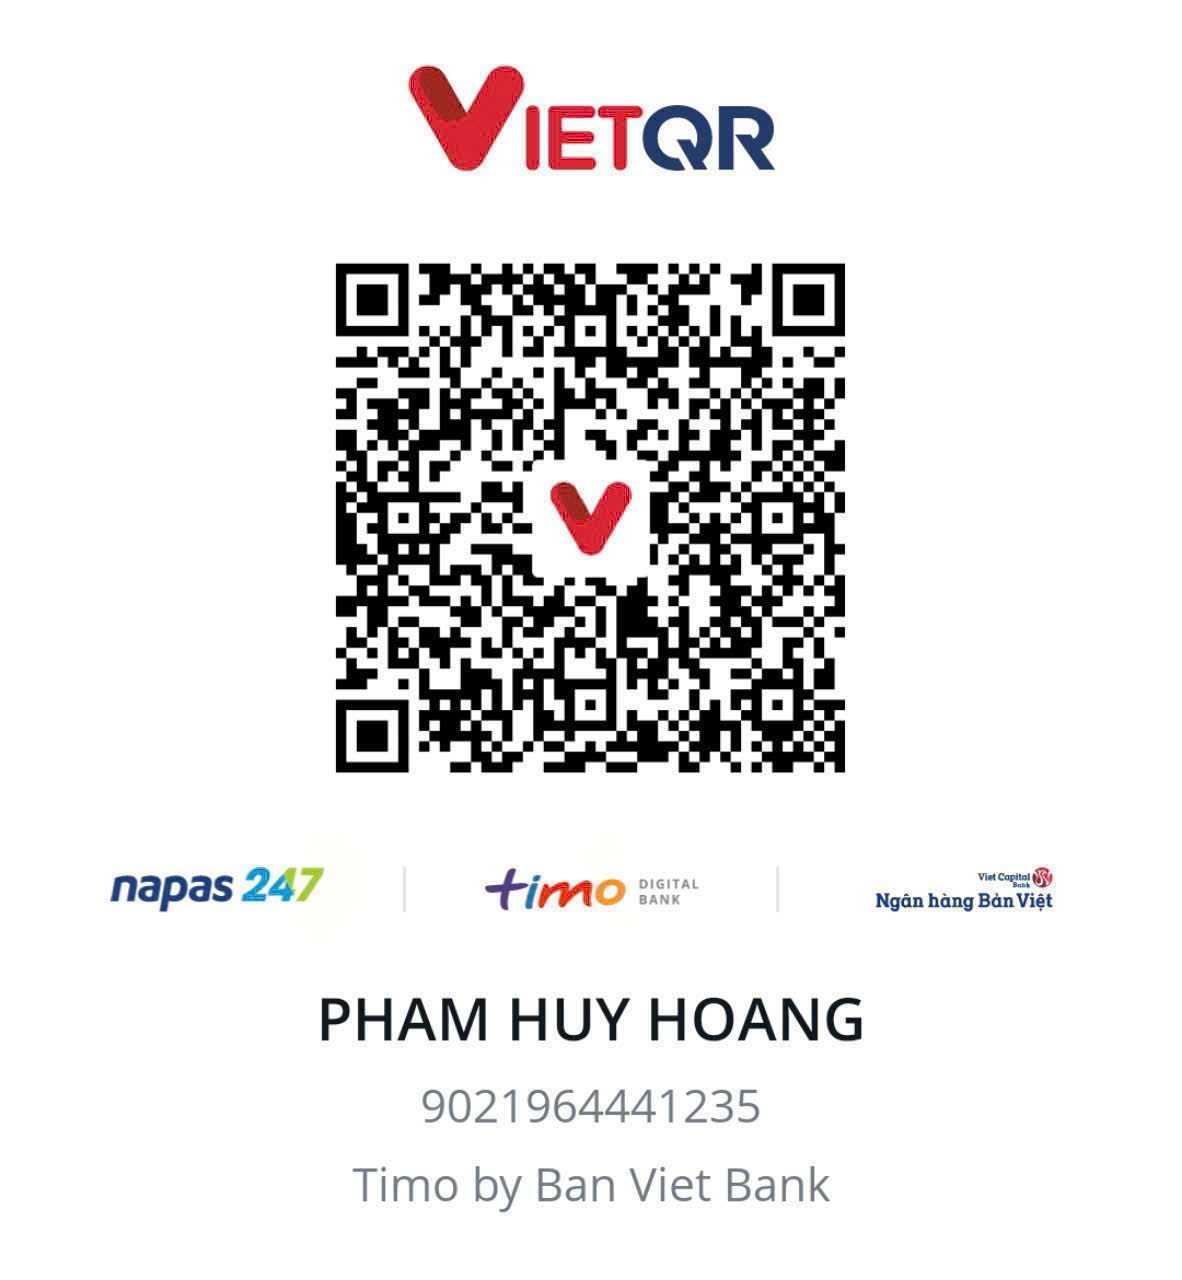 VIETQR
napas 247
timo DIGITAL BANK
Viet Capital Bank
Ngân hàng Bản Việt
PHAM HUY HOANG
9021964441235
Timo by Ban Viet Bank